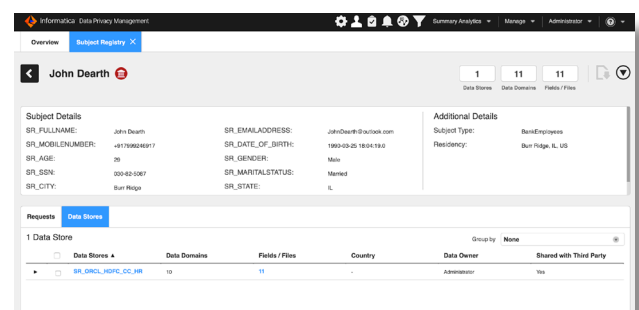 Informatica Data Privacy Management
Summary Analytics Manage Administrator
Overview Subject Registry
John Dearth
1 11 11
Data Stores Data Domains Fields / Files
Subject Details Additional Details
SR_FULLNAME: John Dearth SR_EMAILADDRESS: JohnDearth@outlook.com Subject Type: BankEmployees
SR_MOBILENUMBER: +917999246917 SR_DATE_OF_BIRTH: 1990-03-25 18:04:19.0 Residency: Burr Ridge, IL, US
SR_AGE: 29 SR_GENDER: Male
SR_SSN: 030-62-5087 SR_MARITALSTATUS: Married
SR_CITY: Burr Ridge SR_STATE: IL
Requests Data Stores
1 Data Store Group by None
Data Stores ▲ Data Domains Fields / Files Country Data Owner Shared with Third Party
SR_ORCL_HDFC_CC_HR 10 11 - Administrator Yes